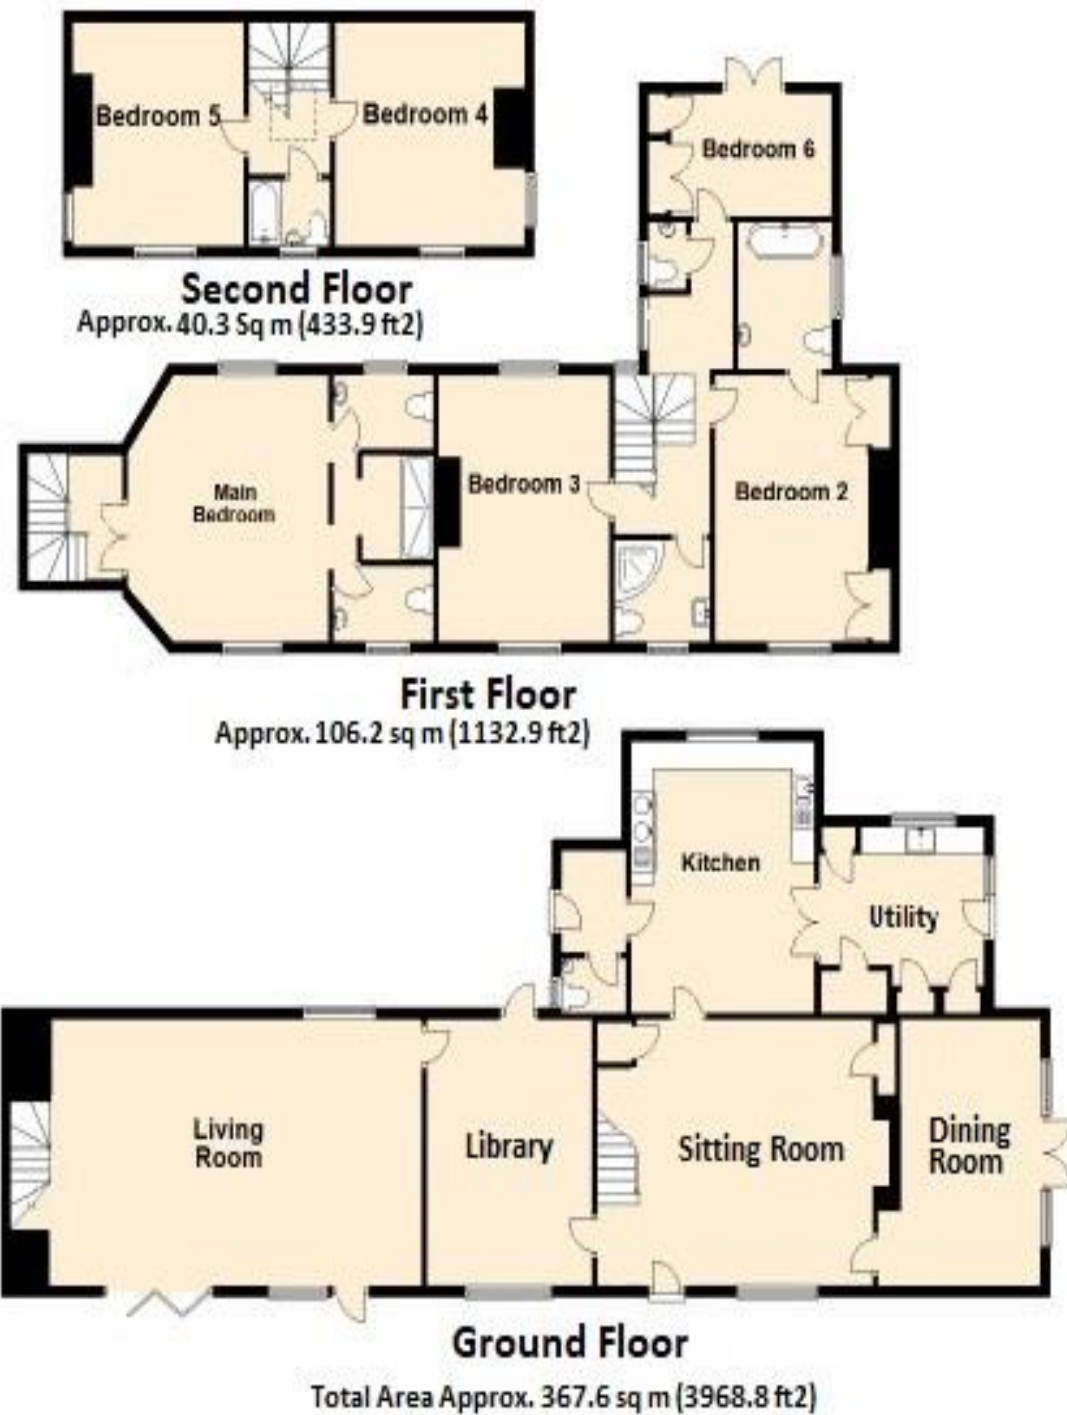 Bedroom 5
Bedroom 4
Second Floor
Approx. 40.3 Sq m (433.9 ft2)
Bedroom 6
Main
Bedroom
Bedroom 3
Bedroom 2
First Floor
Approx. 106.2 sq m (1132.9 ft2)
Kitchen
Utility
Living
Room
Library
Sitting Room
Dining
Room
Ground Floor
Total Area Approx. 367.6 sq m (3968.8 ft2)